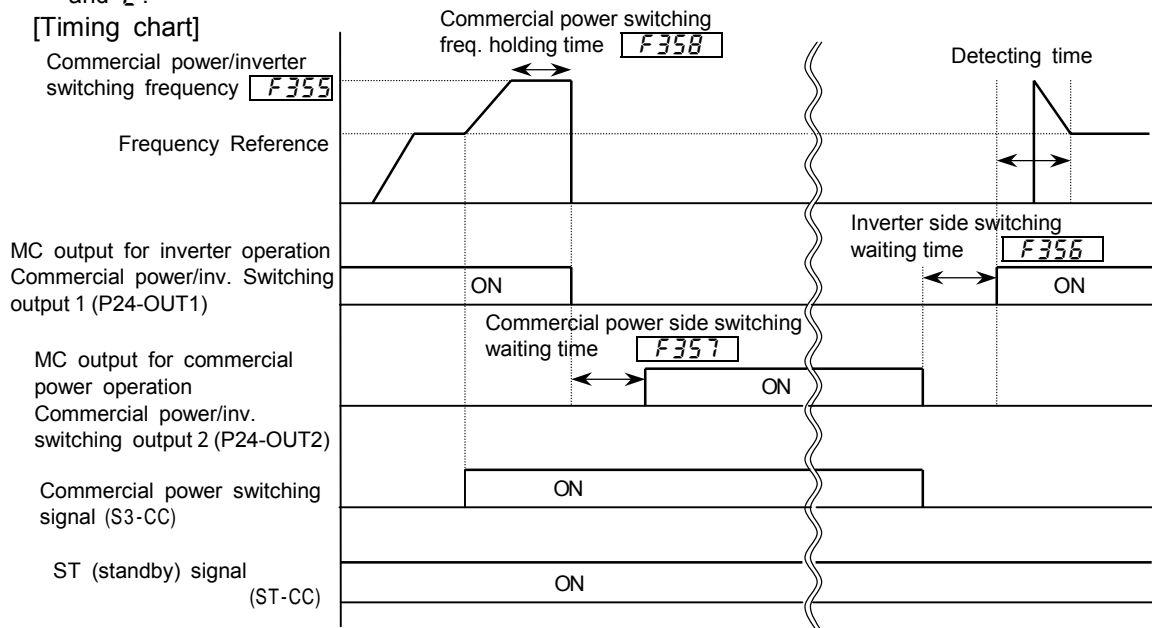 and
[Timing chart]
Commercial power switching
freq. holding time F358
Commercial power/inverter
switching frequency F355
Detecting time
Frequency Reference
Inverter side switching
waiting time F356
MC output for inverter operation
Commercial power/inv. Switching
output 1 (P24-OUT1)
ON
ON
Commercial power side switching
waiting time F357
MC output for commercial
power operation
Commercial power/inv.
switching output 2 (P24-OUT2)
ON
Commercial power switching
signal (S3-CC)
ON
ST (standby) signal
(ST-CC)
ON